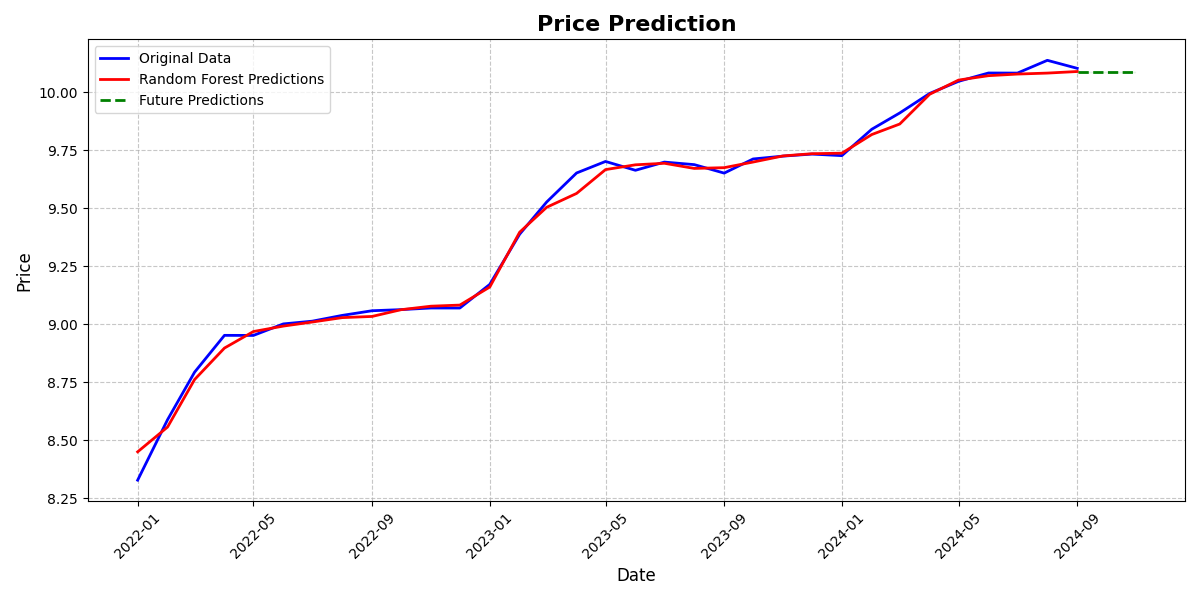 Price Prediction
Original Data
Random Forest Predictions
Future Predictions
Price
10.00
9.75
9.50
9.25
9.00
8.75
8.50
8.25
2022-01
2022-05
2022-09
2023-01
2023-05
2023-09
2024-01
2024-05
2024-09
Date